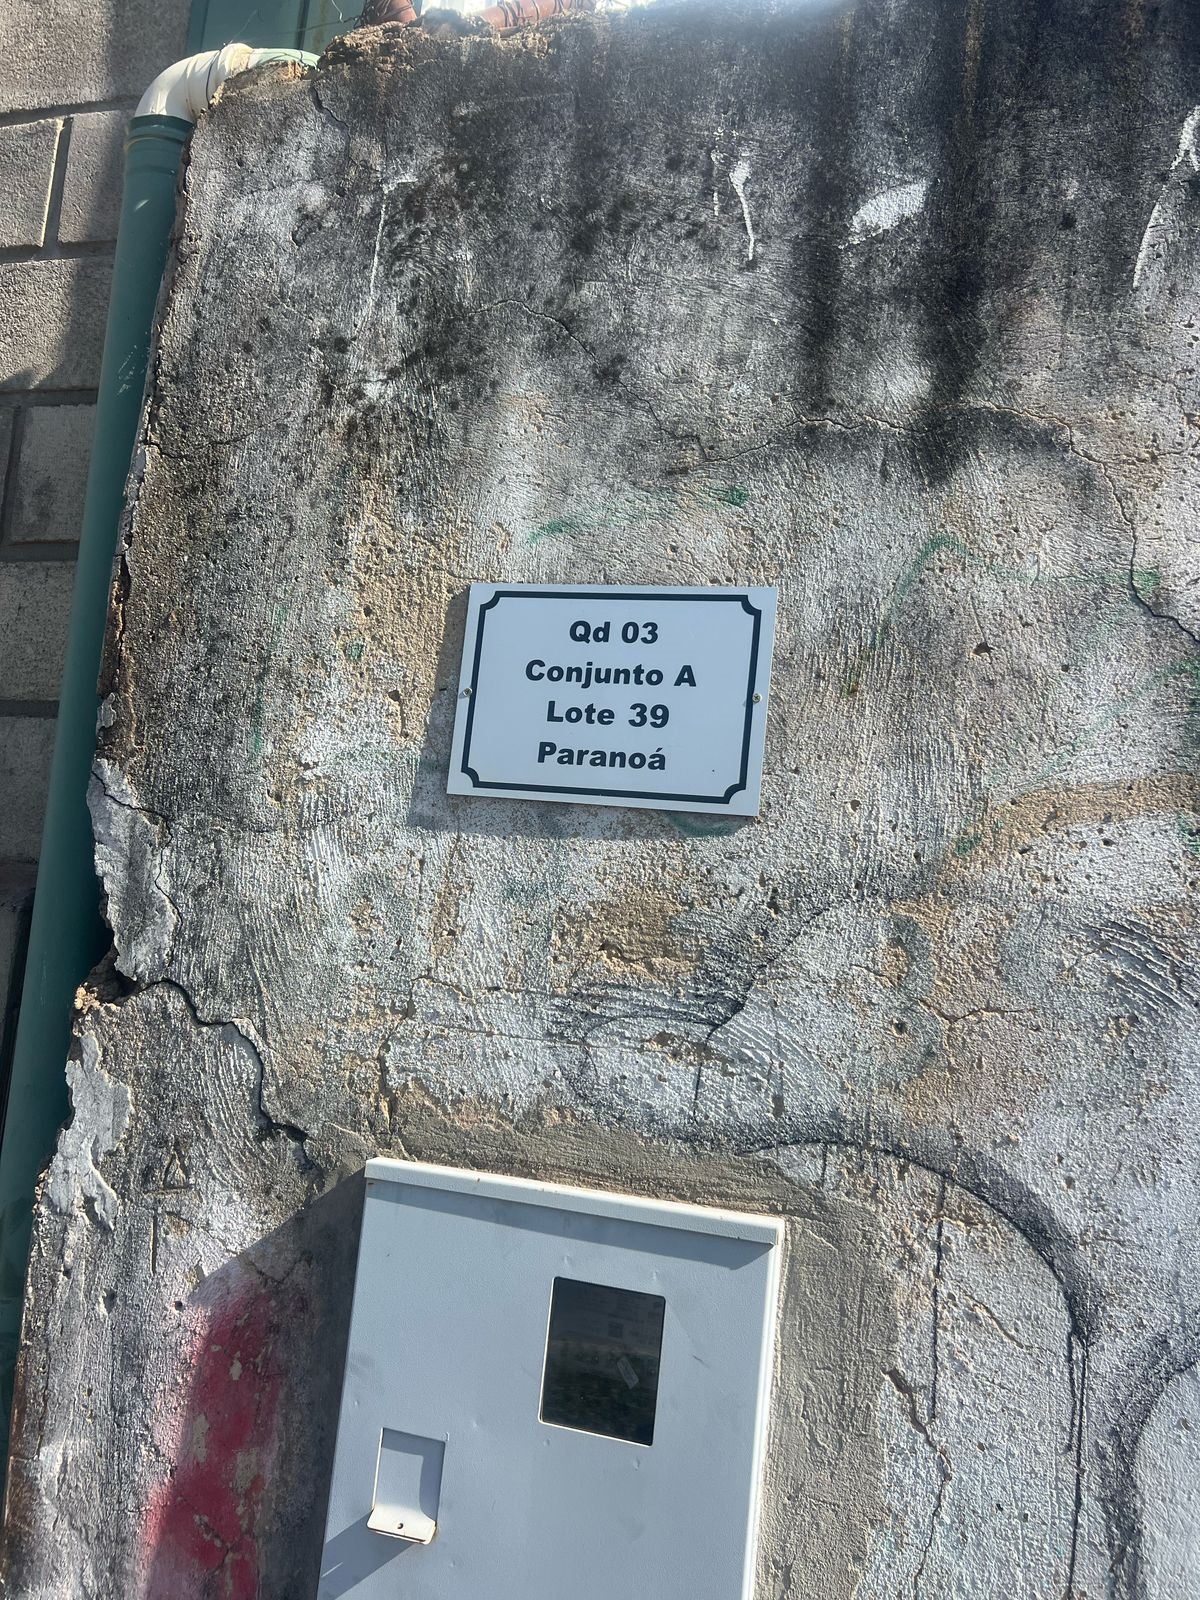 Qd 03
Conjunto A
Lote 39
Paranoá